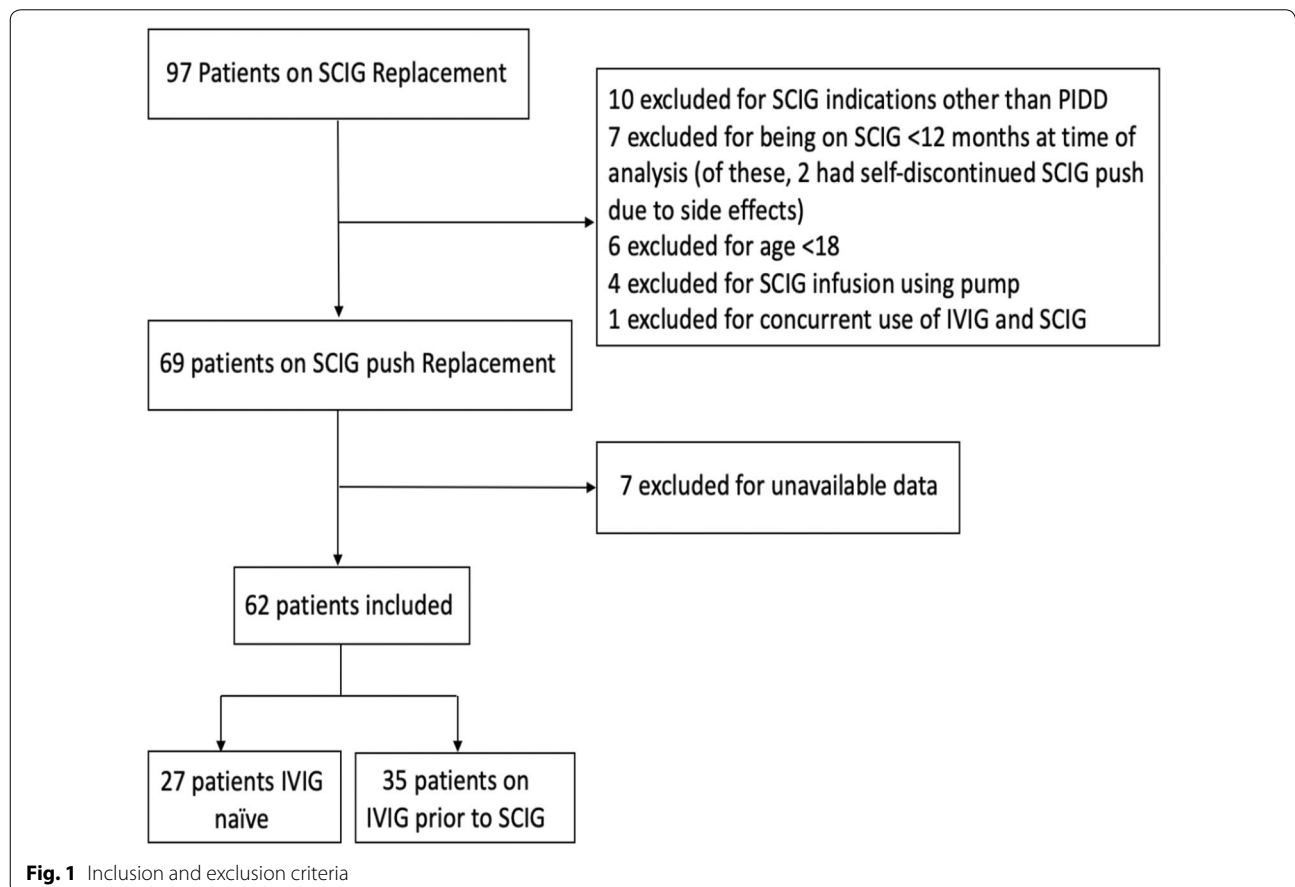 97 Patients on SCIG Replacement
10 excluded for SCIG indications other than PIDD
7 excluded for being on SCIG <12 months at time of
analysis (of these, 2 had self-discontinued SCIG push
due to side effects)
6 excluded for age <18
4 excluded for SCIG infusion using pump
1 excluded for concurrent use of IVIG and SCIG
69 patients on SCIG push Replacement
7 excluded for unavailable data
62 patients included
27 patients IVIG
naïve
35 patients on
IVIG prior to SCIG
Fig. 1 Inclusion and exclusion criteria